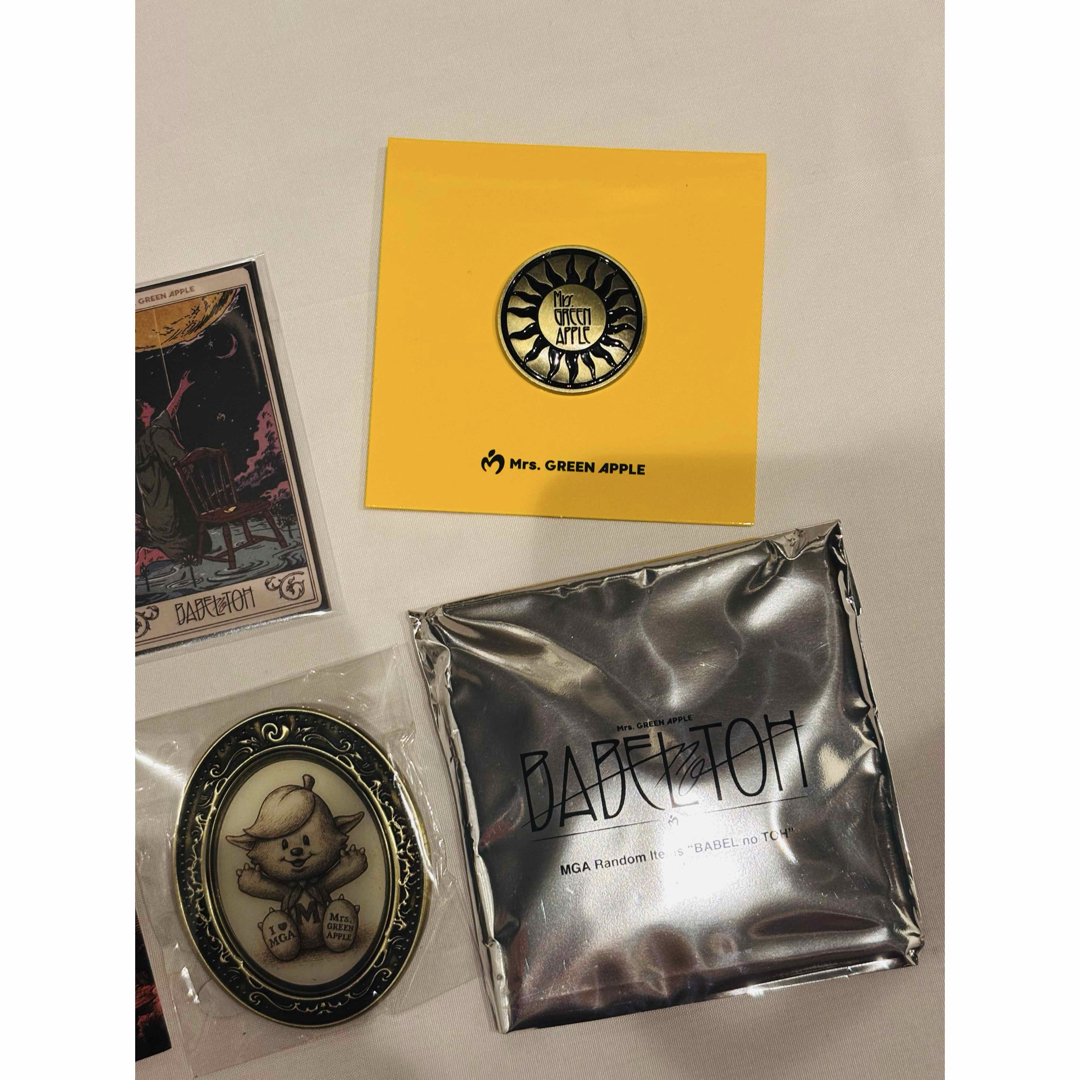 Mrs.
GREEN
APPLE
Mrs. GREEN APPLE
GREEN APPLE
BABEL no TOH
Mrs. GREEN APPLE
BABEL no TOH
MGA Random Items "BABEL no TOH"
I ♥
MGA
M
Mrs.
GREEN
APPLE